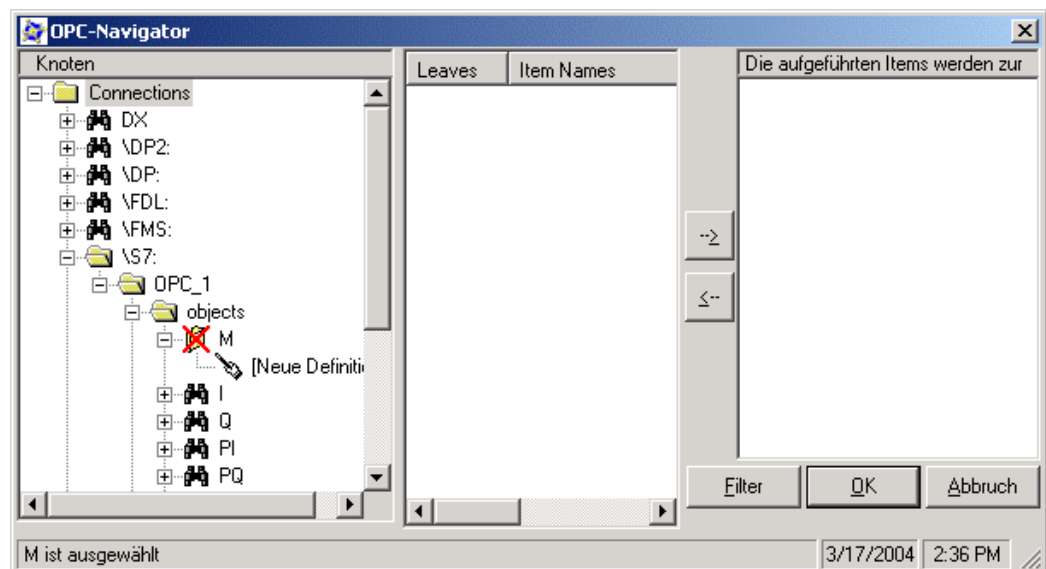 OPC-Navigator
Knoten
Connections
DX
\DP2:
\DP:
\FDL:
\FMS:
\S7:
OPC_1
objects
M
[Neue Definiti
I
Q
PI
PQ
Leaves Item Names
Die aufgeführten Items werden zur
-->
<--
Filter OK Abbruch
M ist ausgewählt 3/17/2004 2:36 PM